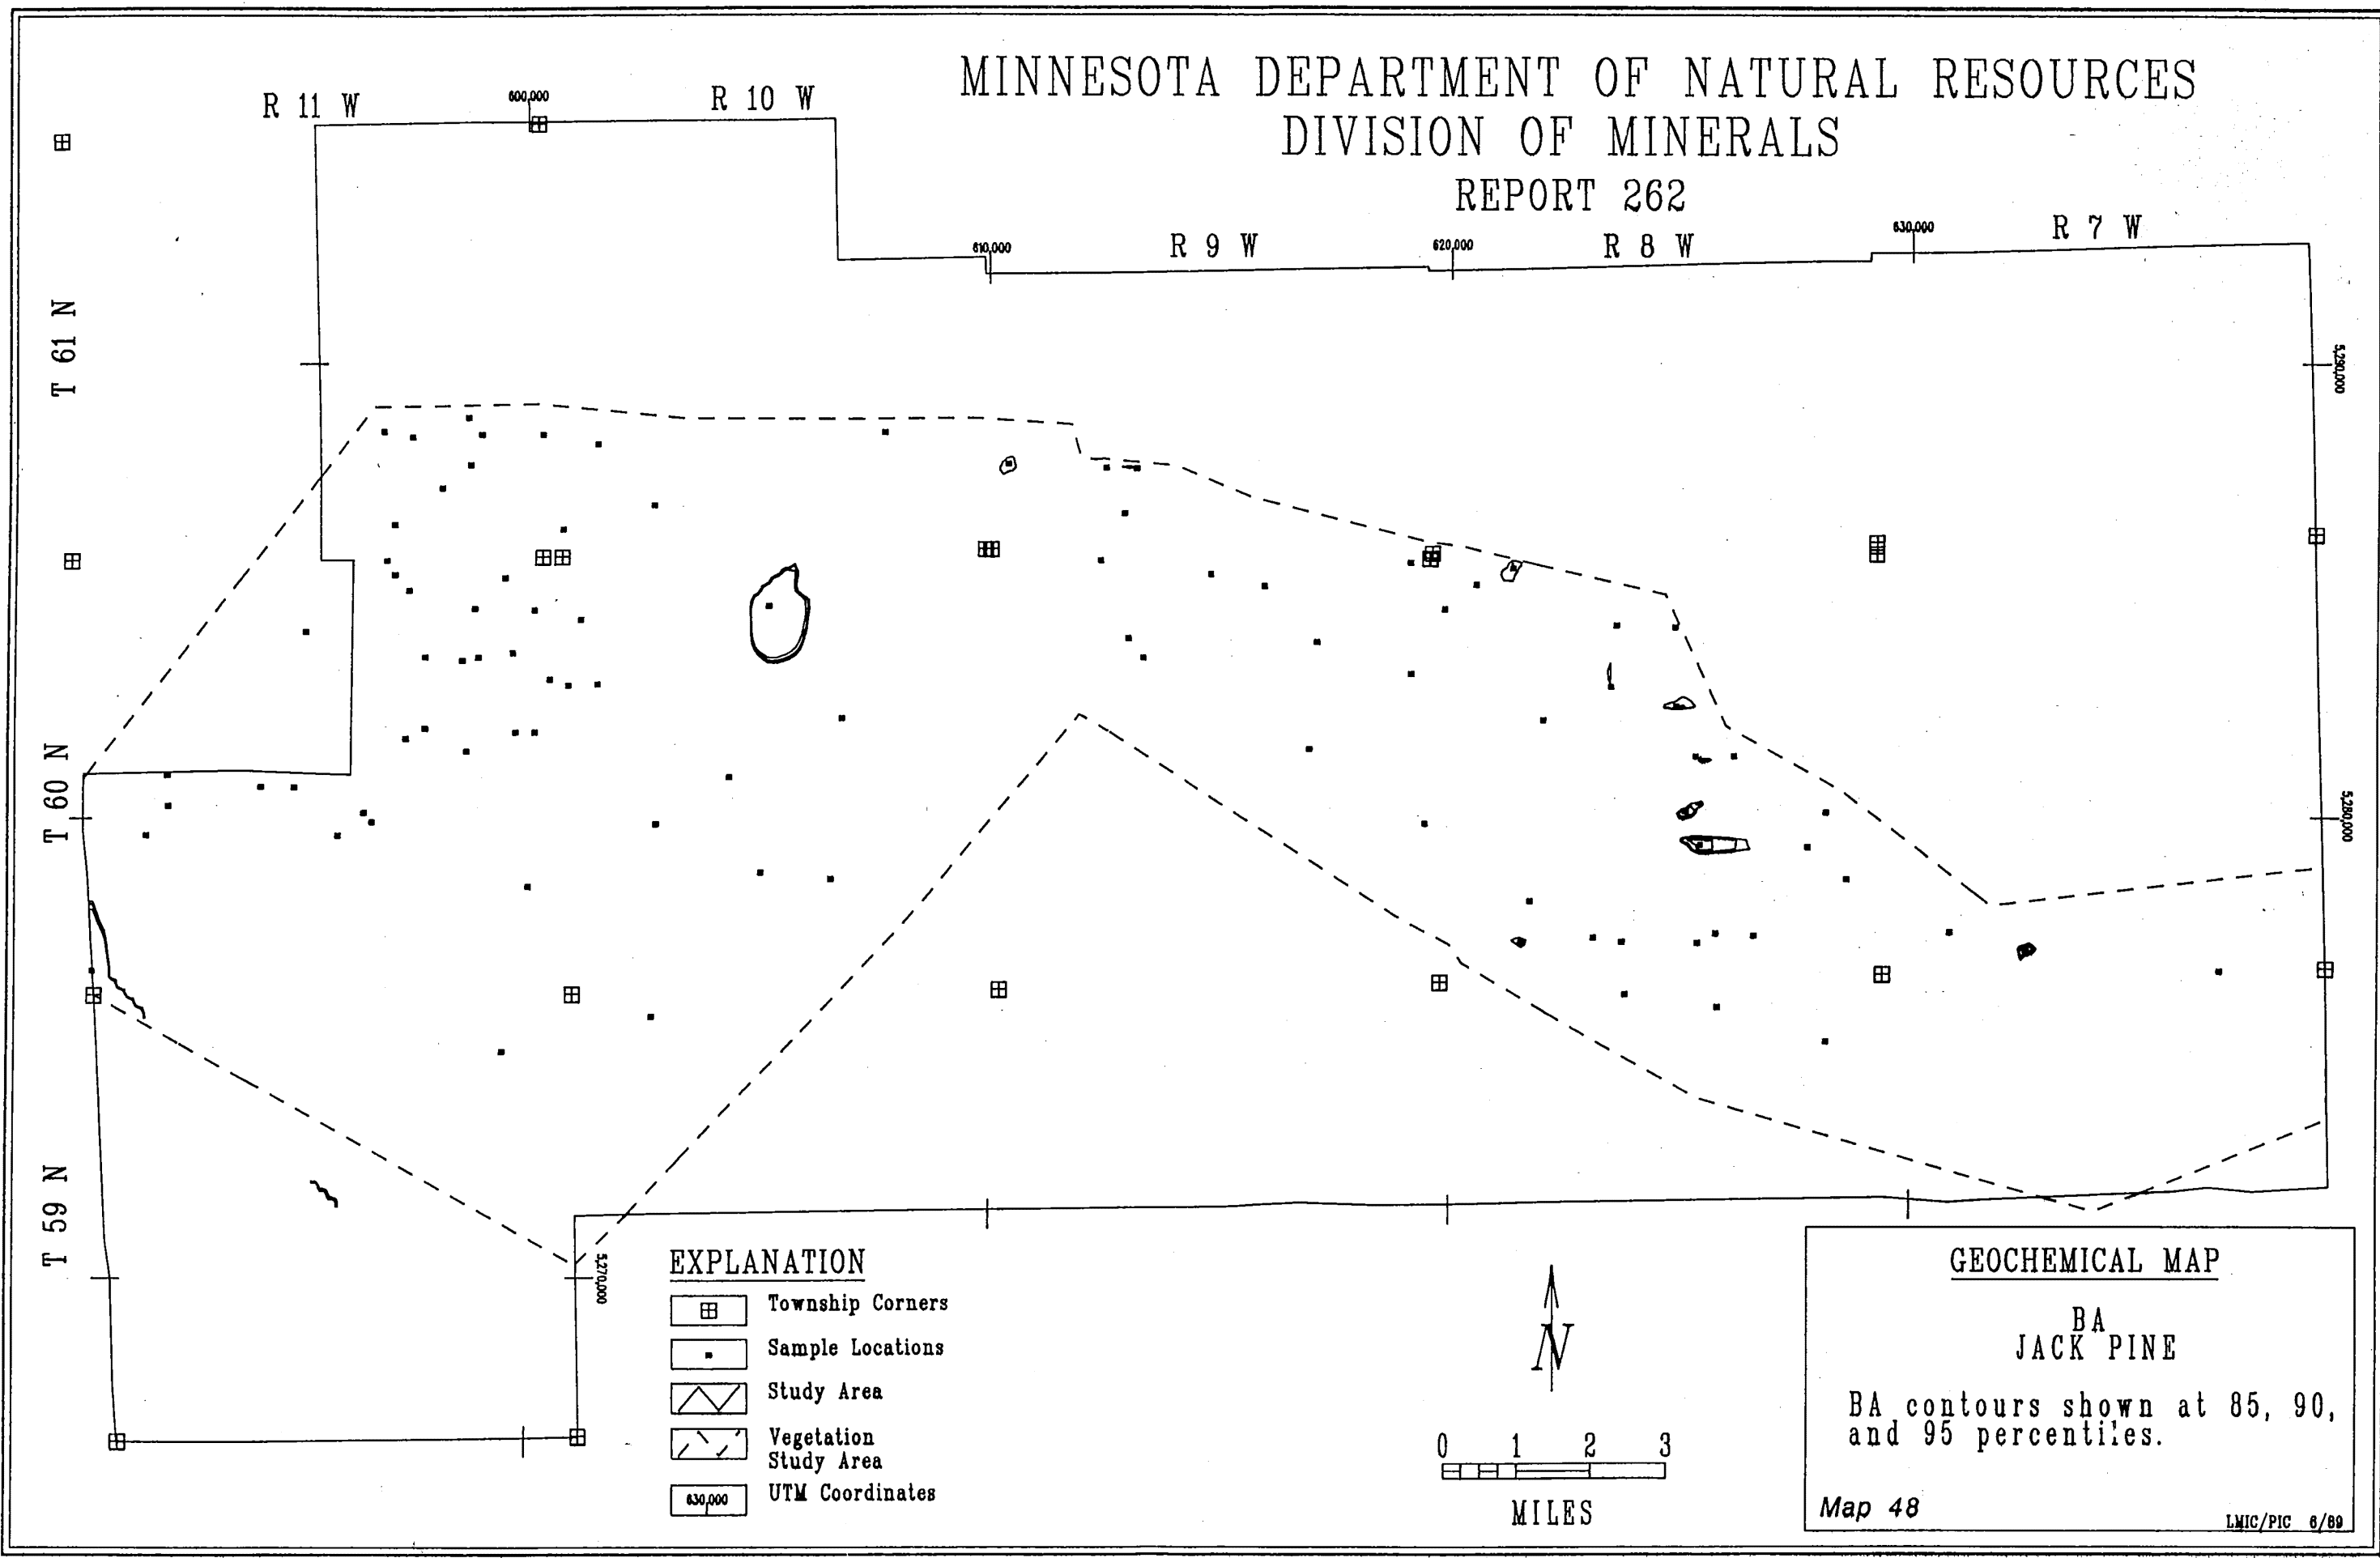 MINNESOTA DEPARTMENT OF NATURAL RESOURCES
DIVISION OF MINERALS
REPORT 262
R 11 W
600,000
R 10 W
610,000
R 9 W
620,000
R 8 W
630,000
R 7 W
T 61 N
5,290,000
T 60 N
5,280,000
T 59 N
5,270,000
EXPLANATION
Township Corners
Sample Locations
Study Area
Vegetation
Study Area
630,000
UTM Coordinates
N
0 1 2 3
MILES
GEOCHEMICAL MAP
BA
JACK PINE
BA contours shown at 85, 90,
and 95 percentiles.
Map 48
LMIC/PIC 6/89